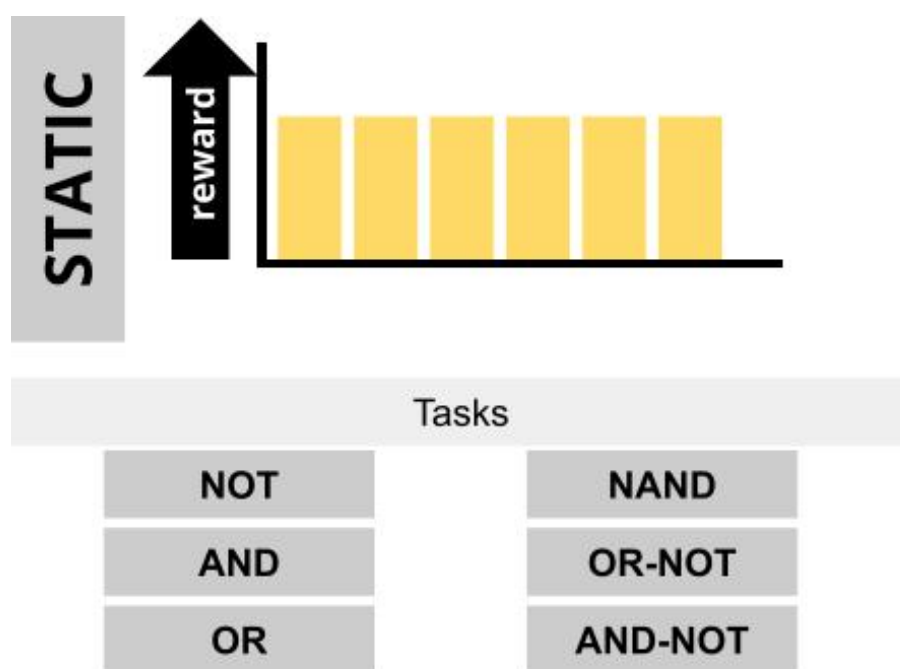 STATIC
reward
Tasks
NOT
NAND
AND
OR-NOT
OR
AND-NOT